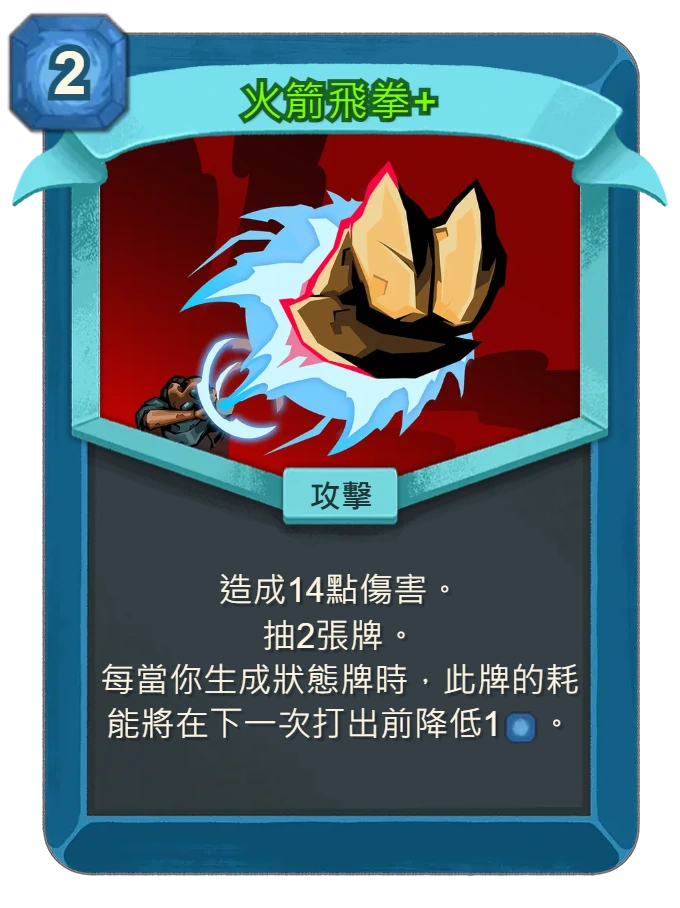 2
火箭飛拳+
攻擊
造成14點傷害。
抽2張牌。
每當你生成狀態牌時，此牌的耗
能將在下一次打出前降低1。